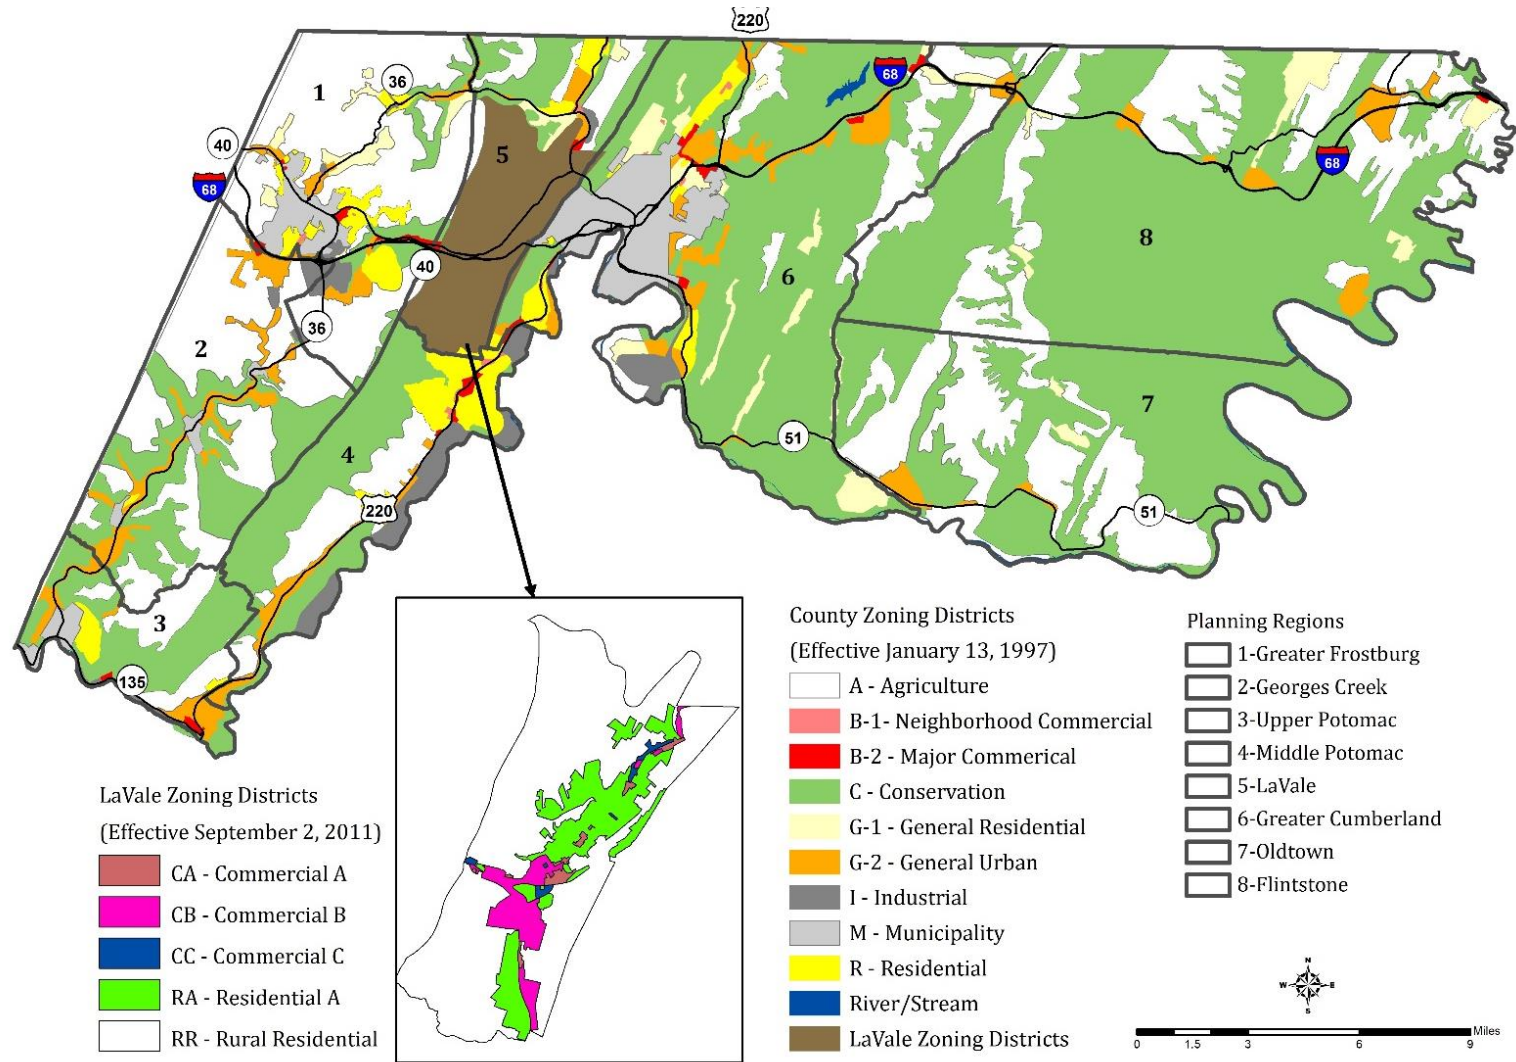 220
1
36
68
5
40
68
68
8
40
6
36
2
7
4
51
220
51
3
135
LaVale Zoning Districts
(Effective September 2, 2011)
CA - Commercial A
CB - Commercial B
CC - Commercial C
RA - Residential A
RR - Rural Residential
County Zoning Districts
(Effective January 13, 1997)
A - Agriculture
B-1- Neighborhood Commercial
B-2 - Major Commerical
C - Conservation
G-1 - General Residential
G-2 - General Urban
I - Industrial
M - Municipality
R - Residential
River/Stream
LaVale Zoning Districts
Planning Regions
1-Greater Frostburg
2-Georges Creek
3-Upper Potomac
4-Middle Potomac
5-LaVale
6-Greater Cumberland
7-Oldtown
8-Flintstone
N
W E
S
Miles
0 1.5 3 6 9